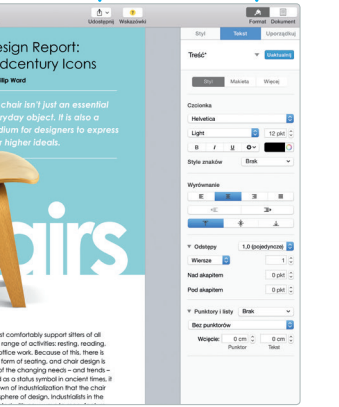 Udostępnij Wskazówki
Format Dokument
Styl Tekst Uporządkuj
Treść*
Uaktualnij
Styl Makieta Więcej
Czcionka
Helvetica
Light 12 pkt
B I U
Style znaków Brak
Wyrównanie
Odstępy 1,0 (pojedyncze)
Wiersze 1
Nad akapitem 0 pkt
Pod akapitem 0 pkt
Punktory i listy Brak
Bez punktorów
Wcięcie: 0 cm 0 cm
Punktor Tekst
sign Report:
dcentury Icons
lip Ward
chair isn't just an essential
ryday object. It is also a
dium for designers to express
r higher ideals.
airs
st comfortably support sitters of all
range of activities: resting, reading,
office work. Because of this, there is
form of seating, and chair design is
of the changing needs – and trends –
d as a status symbol in ancient times, it
wn of industrialization that the chair
sphere of design. Industrialists in the